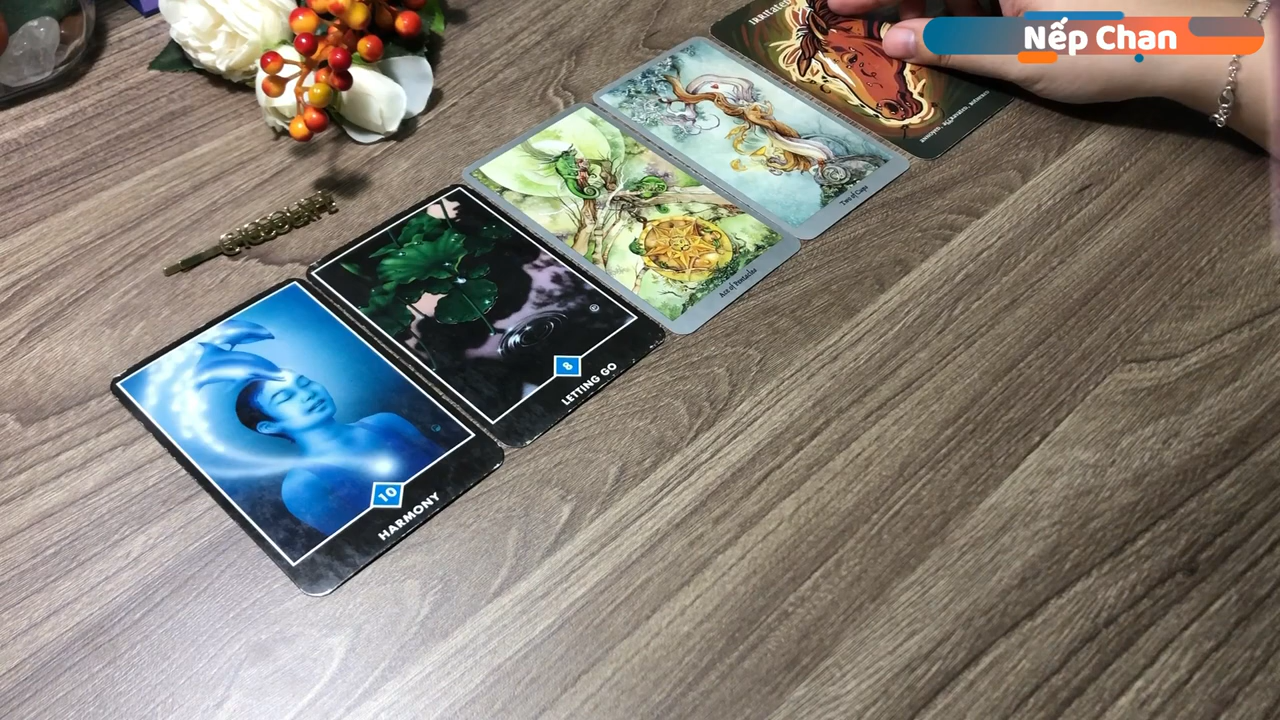 IRRitateD
Nếp Chan
Two of Cups
Ace of Pentacles
8
LETTING GO
10
HARMONY